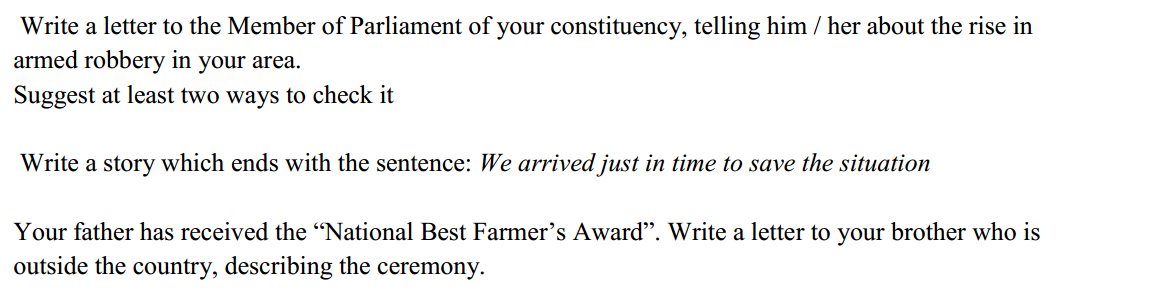 Write a letter to the Member of Parliament of your constituency, telling him / her about the rise in
armed robbery in your area.
Suggest at least two ways to check it
Write a story which ends with the sentence: We arrived just in time to save the situation
Your father has received the “National Best Farmer’s Award”. Write a letter to your brother who is
outside the country, describing the ceremony.